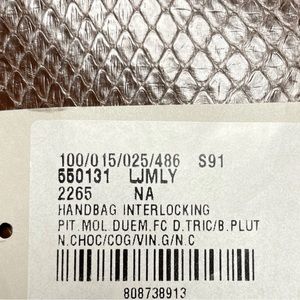 100/015/025/486 S91
550131 LJMLY
2265 NA
HANDBAG INTERLOCKING
PIT.MOL.DUEM.FC D.TRIC/B.PLUT
N.CHOC/COG/VIN.G/N.C
808738913